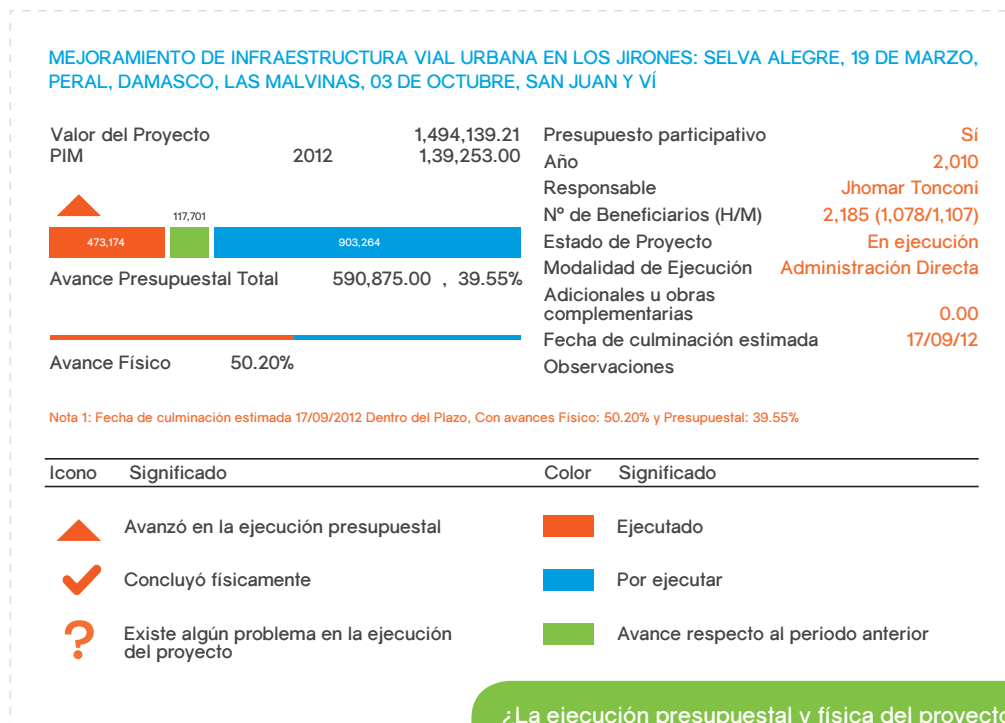 MEJORAMIENTO DE INFRAESTRUCTURA VIAL URBANA EN LOS JIRONES: SELVA ALEGRE, 19 DE MARZO,
PERAL, DAMASCO, LAS MALVINAS, 03 DE OCTUBRE, SAN JUAN Y VÍ
Valor del Proyecto 1,494,139.21
PIM 2012 1,39,253.00
117,701
473,174 903,264
Avance Presupuestal Total 590,875.00 , 39.55%
Avance Físico 50.20%
Presupuesto participativo Sí
Año 2,010
Responsable Jhomar Tonconi
Nº de Beneficiarios (H/M) 2,185 (1,078/1,107)
Estado de Proyecto En ejecución
Modalidad de Ejecución Administración Directa
Adicionales u obras
complementarias 0.00
Fecha de culminación estimada 17/09/12
Observaciones
Nota 1: Fecha de culminación estimada 17/09/2012 Dentro del Plazo, Con avances Fisico: 50.20% y Presupuestal: 39.55%
Icono Significado Color Significado
Avanzó en la ejecución presupuestal Ejecutado
Concluyó físicamente Por ejecutar
Existe algún problema en la ejecución
del proyecto Avance respecto al periodo anterior
¿La ejecución presupuestal y física del proyecto